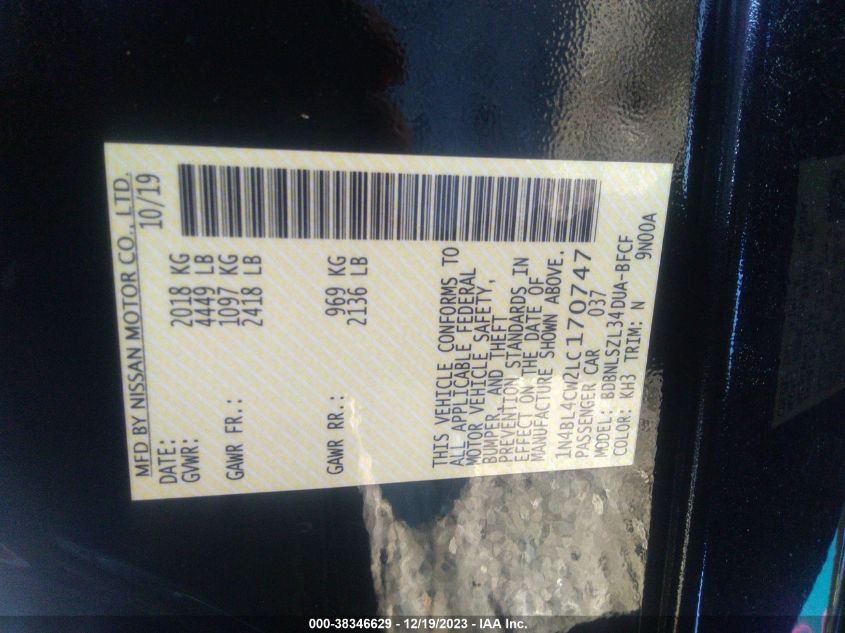 MFD BY NISSAN MOTOR CO., LTD.
DATE: 10/19
GVWR: 2018 KG
4449 LB
GAWR FR.: 1097 KG
2418 LB
GAWR RR.: 969 KG
2136 LB
THIS VEHICLE CONFORMS TO
ALL APPLICABLE FEDERAL
MOTOR VEHICLE SAFETY,
BUMPER, AND THEFT
PREVENTION STANDARDS IN
EFFECT ON THE DATE OF
MANUFACTURE SHOWN ABOVE.
1N4BL4CW2LC170747
PASSENGER CAR 037
MODEL: BDBNLSZL34DUA-BFCF
COLOR: KH3 TRIM: N 9N00A
000-38346629 - 12/19/2023 - IAA Inc.